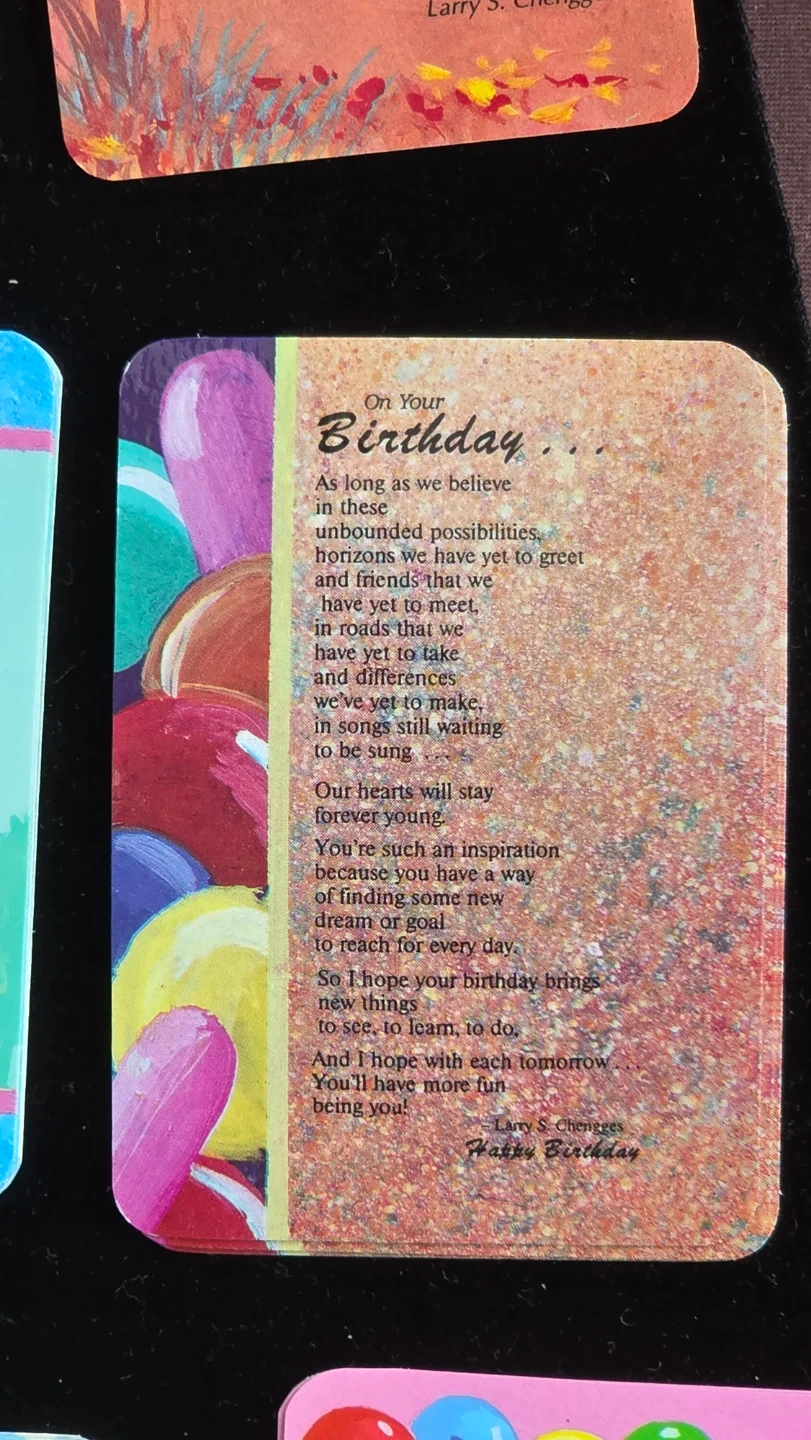 Larry S. Chengges
On Your
Birthday . . .
As long as we believe
in these
unbounded possibilities,
horizons we have yet to greet
and friends that we
have yet to meet,
in roads that we
have yet to take
and differences
we've yet to make,
in songs still waiting
to be sung . . .
Our hearts will stay
forever young.
You're such an inspiration
because you have a way
of finding some new
dream or goal
to reach for every day.
So I hope your birthday brings
new things
to see, to learn, to do,
And I hope with each tomorrow . . .
You'll have more fun
being you!
– Larry S. Chengges
Happy Birthday